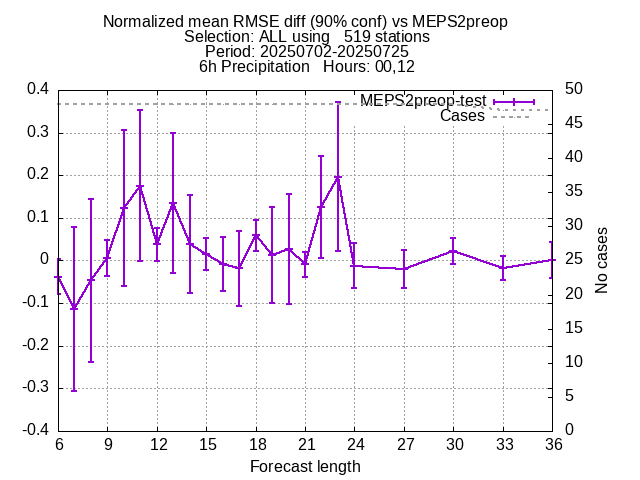 Normalized mean RMSE diff (90% conf) vs MEPS2preop
Selection: ALL using   519 stations
Period: 20250702-20250725
6h Precipitation   Hours: 00,12
MEPS2preop-test
Cases
0.4
0.3
0.2
0.1
0
-0.1
-0.2
-0.3
-0.4
50
45
40
35
30
25
20
15
10
5
0
No cases
6 9 12 15 18 21 24 27 30 33 36
Forecast length